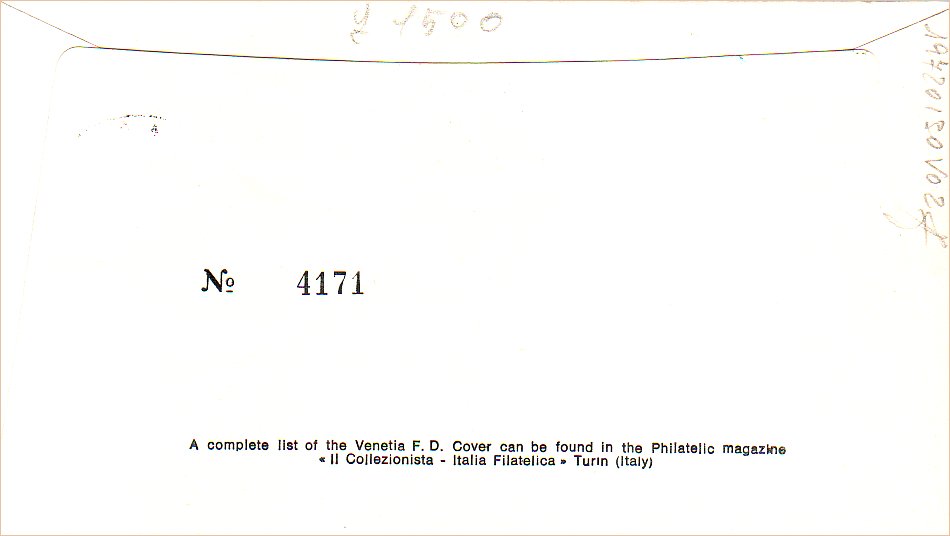 £ 1500
№ 4171
A complete list of the Venetia F. D. Cover can be found in the Philatelic magazine
« Il Collezionista - Italia Filatelica » Turin (Italy)